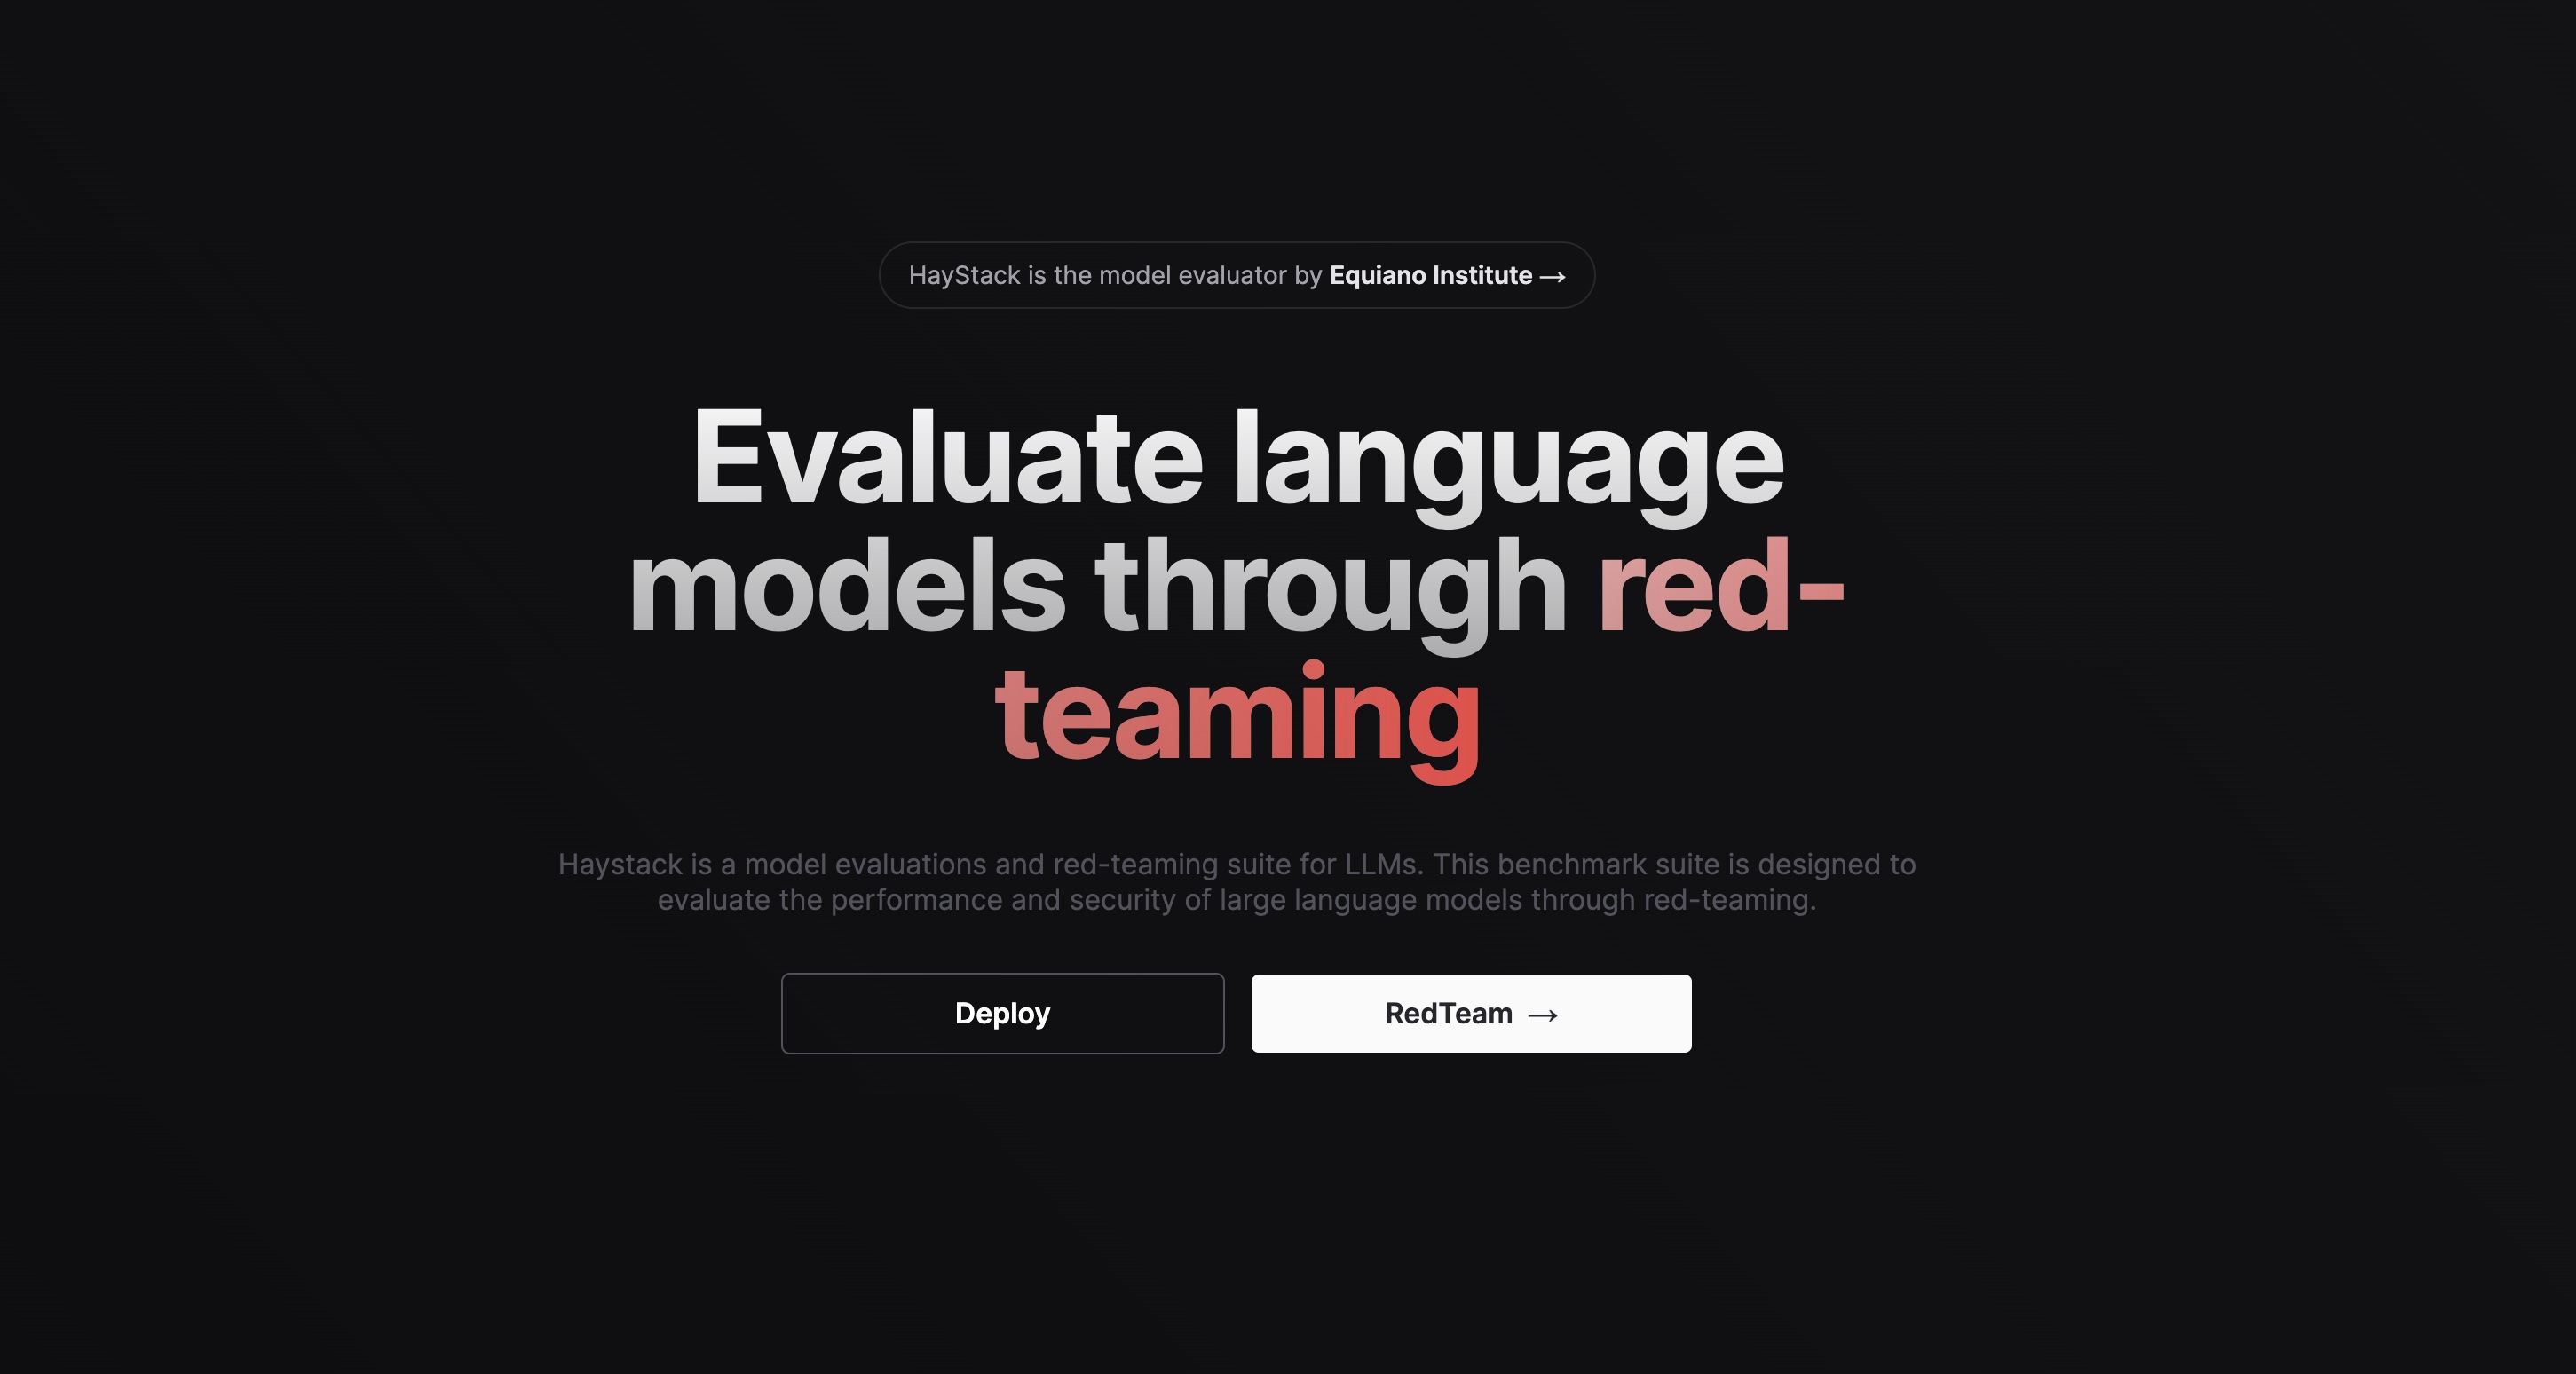 HayStack is the model evaluator by Equiano Institute →
Evaluate language
models through red-
teaming
Haystack is a model evaluations and red-teaming suite for LLMs. This benchmark suite is designed to
evaluate the performance and security of large language models through red-teaming.
Deploy
RedTeam →